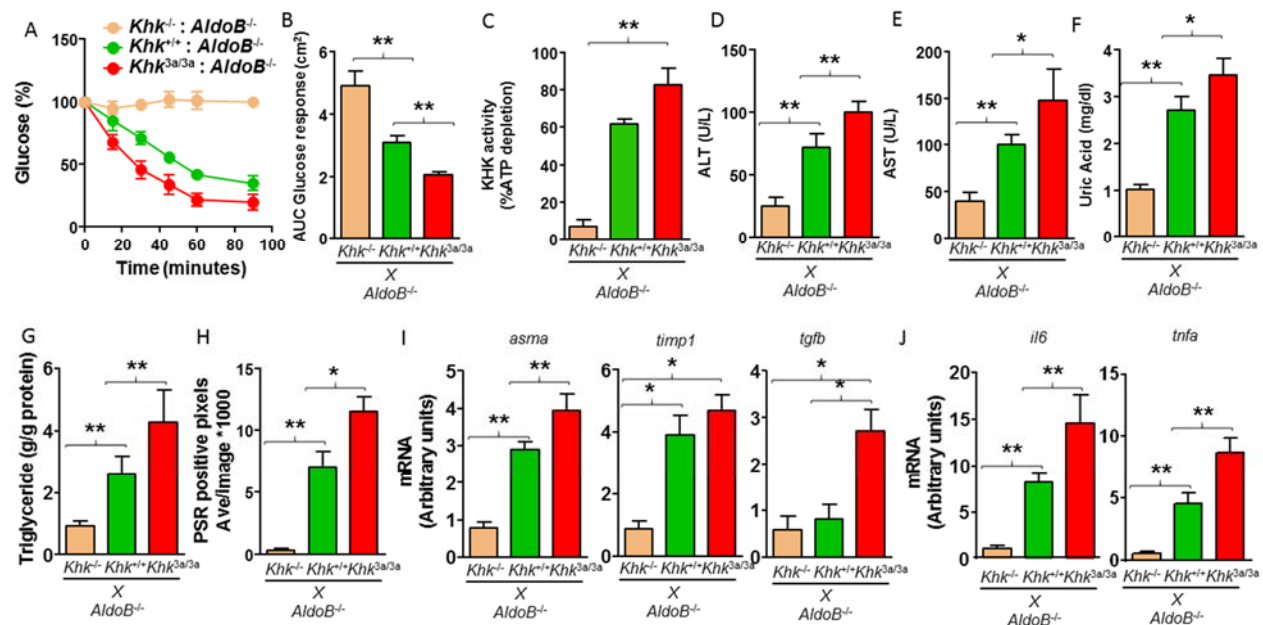 A
Khk-/- : AldoB-/-
Khk+/+ : AldoB-/-
Khk3a/3a : AldoB-/-
Glucose (%)
150
100
50
0
0 20 40 60 80 100
Time (minutes)
B
AUC Glucose response (cm2)
6
4
2
0
**
**
Khk-/- Khk+/+ Khk3a/3a
X
AldoB-/-
C
KHK activity
(%ATP depletion)
100
80
60
40
20
0
**
Khk-/- Khk+/+ Khk3a/3a
X
AldoB-/-
D
ALT (U/L)
150
100
50
0
**
**
Khk-/- Khk+/+ Khk3a/3a
X
AldoB-/-
E
AST (U/L)
200
150
100
50
0
**
*
Khk-/- Khk+/+ Khk3a/3a
X
AldoB-/-
F
Uric Acid (mg/dl)
4
3
2
1
0
**
*
Khk-/- Khk+/+ Khk3a/3a
X
AldoB-/-
G
Triglyceride (g/g protein)
6
4
2
0
**
**
Khk-/- Khk+/+ Khk3a/3a
X
AldoB-/-
H
PSR positive pixels
Ave/image *1000
15
10
5
0
**
*
Khk-/- Khk+/+ Khk3a/3a
X
AldoB-/-
I
mRNA
(Arbitrary units)
asma
5
4
3
2
1
0
**
**
Khk-/- Khk+/+ Khk3a/3a
X
AldoB-/-
timp1
6
4
2
0
*
*
Khk-/- Khk+/+ Khk3a/3a
X
AldoB-/-
tgfb
4
3
2
1
0
*
*
Khk-/- Khk+/+ Khk3a/3a
X
AldoB-/-
J
mRNA
(Arbitrary units)
il6
20
15
10
5
0
**
**
Khk-/- Khk+/+ Khk3a/3a
X
AldoB-/-
tnfa
15
10
5
0
**
**
Khk-/- Khk+/+ Khk3a/3a
X
AldoB-/-